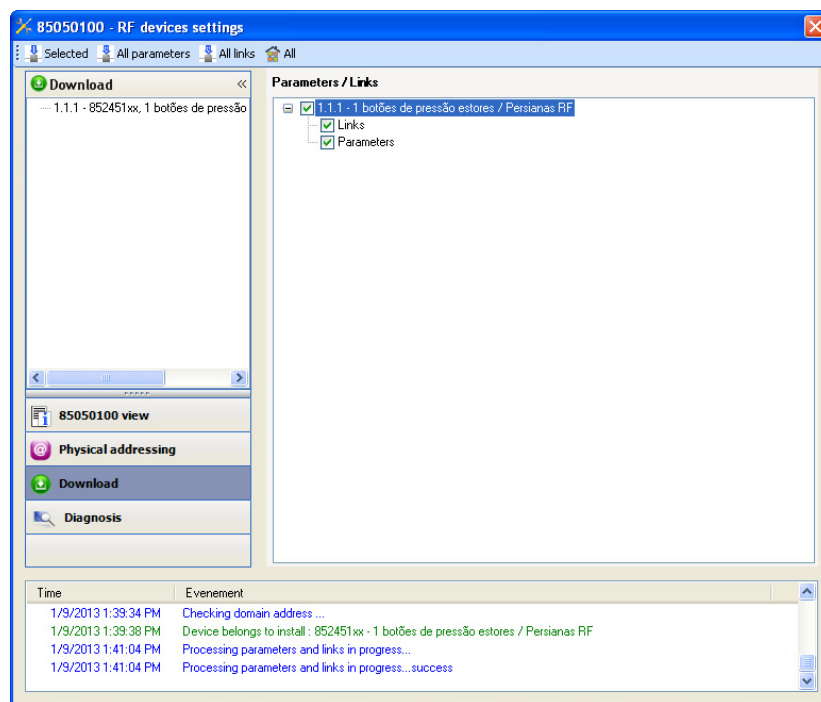 85050100 - RF devices settings
Selected All parameters All links All
Download
1.1.1 - 852451xx, 1 botões de pressão
85050100 view
Physical addressing
Download
Diagnosis
Parameters / Links
1.1.1 - 1 botões de pressão estores / Persianas RF
Links
Parameters
Time Evenement
1/9/2013 1:39:34 PM Checking domain address ...
1/9/2013 1:39:38 PM Device belongs to install : 852451xx - 1 botões de pressão estores / Persianas RF
1/9/2013 1:41:04 PM Processing parameters and links in progress...
1/9/2013 1:41:04 PM Processing parameters and links in progress...success